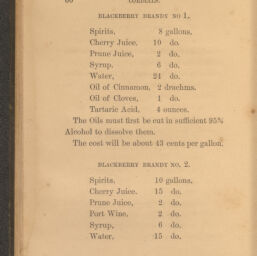 60 CORDIALS.
BLACKBERRY BRANDY NO 1.
Spirits, 8 gallons.
Cherry Juice, 10 do.
Prune Juice, 2 do.
Syrup, 6 do.
Water, 24 do.
Oil of Cinnamon, 2 drachms.
Oil of Cloves, 1 do.
Tartaric Acid, 4 ounces.
The Oils must first be cut in sufficient 95%
Alcohol to dissolve them.
The cost will be about 43 cents per gallon.
BLACKBERRY BRANDY NO. 2.
Spirits, 10 gallons.
Cherry Juice. 15 do.
Prune Juice, 2 do.
Port Wine, 2 do.
Syrup, 6 do.
Water, 15 do.